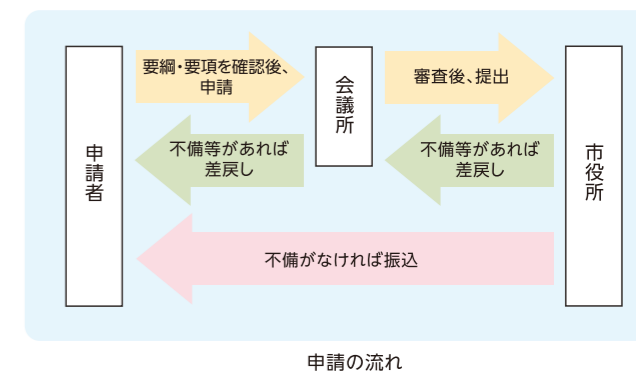 要綱・要項を確認後、
申請
審査後、提出
会議所
不備等があれば
差戻し
不備等があれば
差戻し
申請者
市役所
不備がなければ振込
申請の流れ